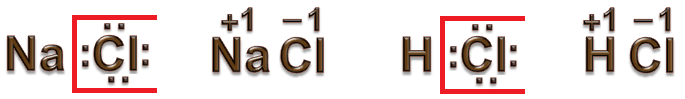 Na :Cl: +1 –1 Na Cl H :Cl: +1 –1 H Cl